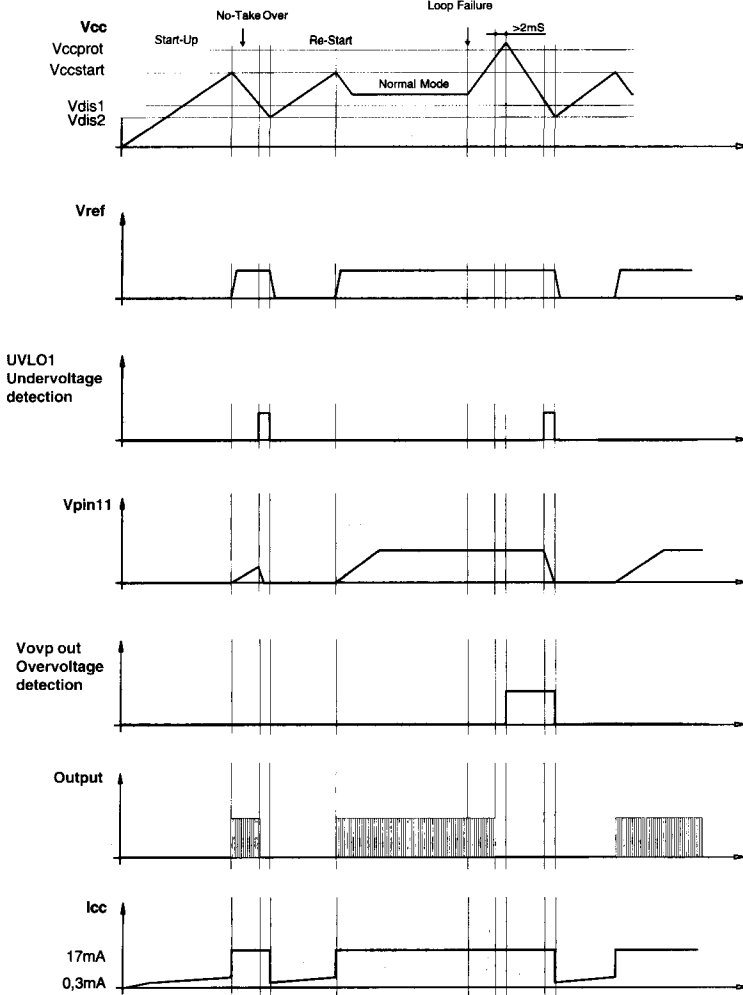 Loop Failure
No-Take Over
>2mS
Vcc
Start-Up
Re-Start
Vccprot
Vccstart
Normal Mode
Vdis1
Vdis2
Vref
UVLO1
Undervoltage
detection
Vpin11
Vovp out
Overvoltage
detection
Output
Icc
17mA
0,3mA